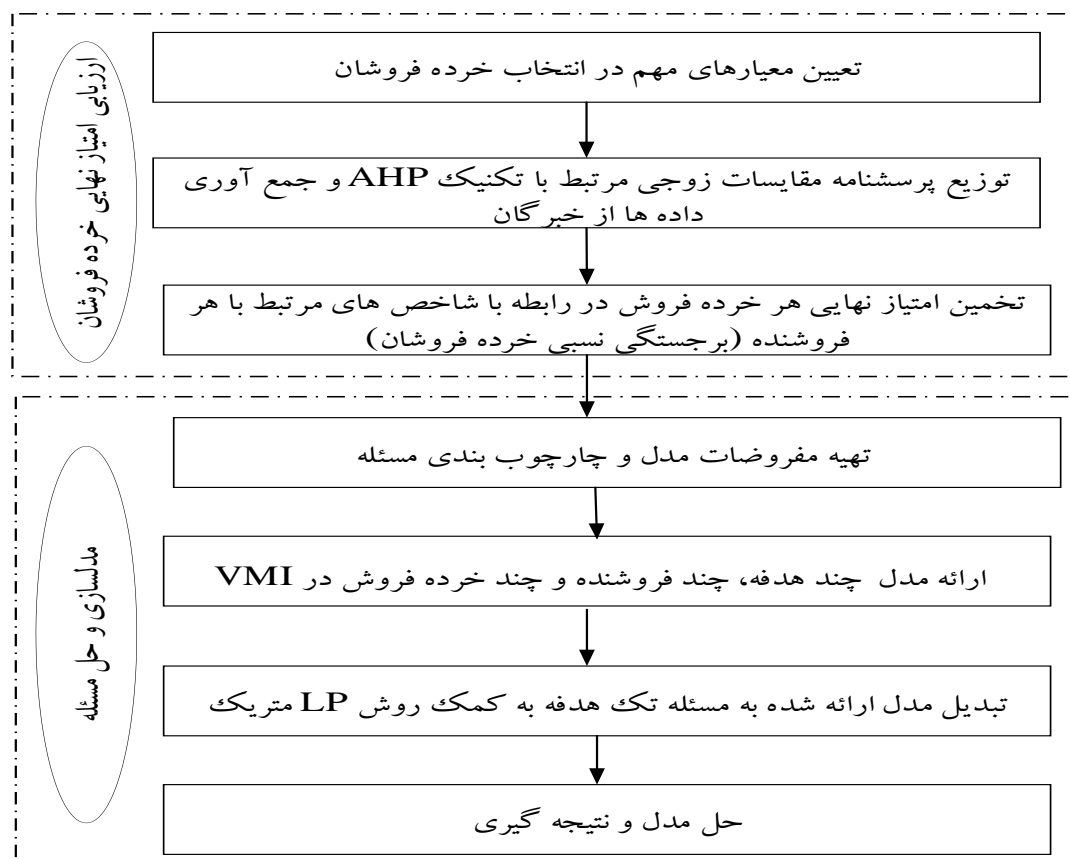 ارزیابی امتیاز نهایی خرده فروشان
تعیین معیارهای مهم در انتخاب خرده فروشان
توزیع پرسشنامه مقایسات زوجی مرتبط با تکنیک AHP و جمع آوری
داده ها از خبرگان
تخمین امتیاز نهایی هر خرده فروش در رابطه با شاخص های مرتبط با هر
فروشنده (برجستگی نسبی خرده فروشان)
مدلسازی و حل مسئله
تهیه مفروضات مدل و چارچوب بندی مسئله
ارائه مدل چند هدفه، چند فروشنده و چند خرده فروش در VMI
تبدیل مدل ارائه شده به مسئله تک هدفه به کمک روش LP متریک
حل مدل و نتیجه گیری